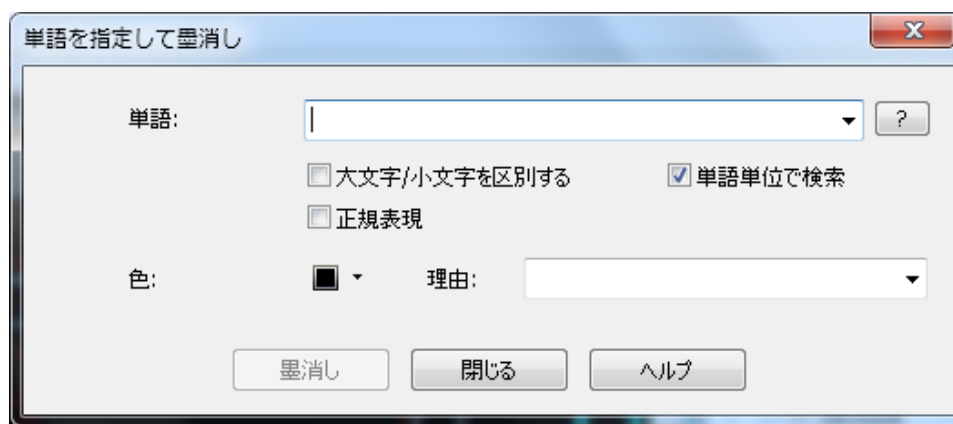 単語を指定して墨消し
単語: ?
大文字/小文字を区別する 単語単位で検索
正規表現
色: 理由:
墨消し 閉じる ヘルプ